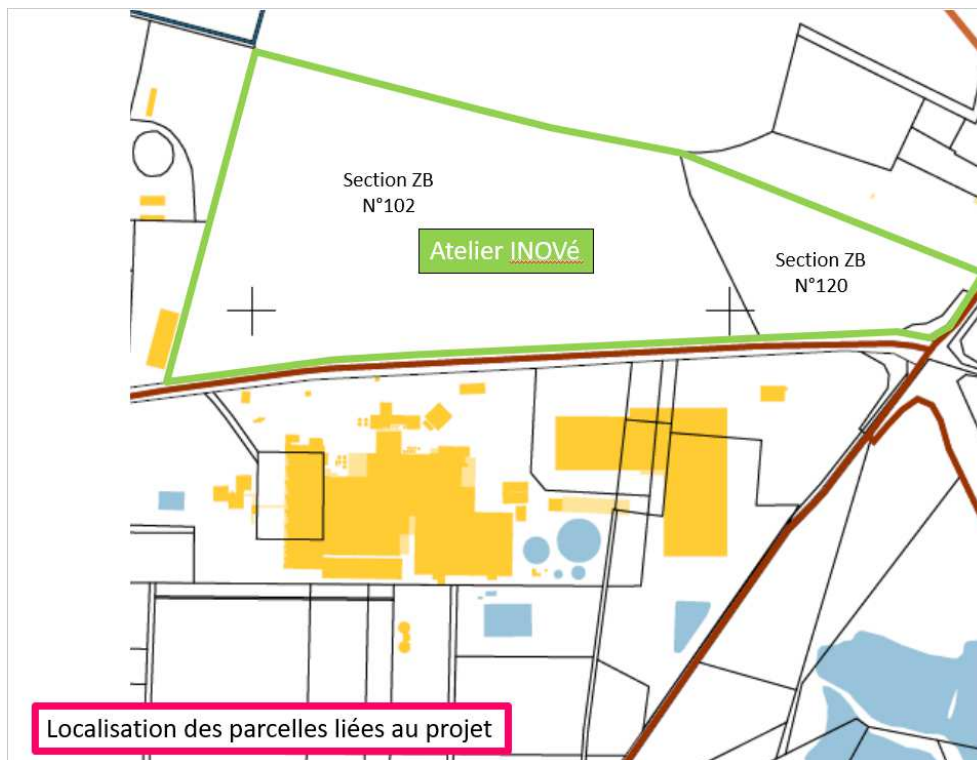 Section ZB
N°102
Atelier INOVé
Section ZB
N°120
Localisation des parcelles liées au projet